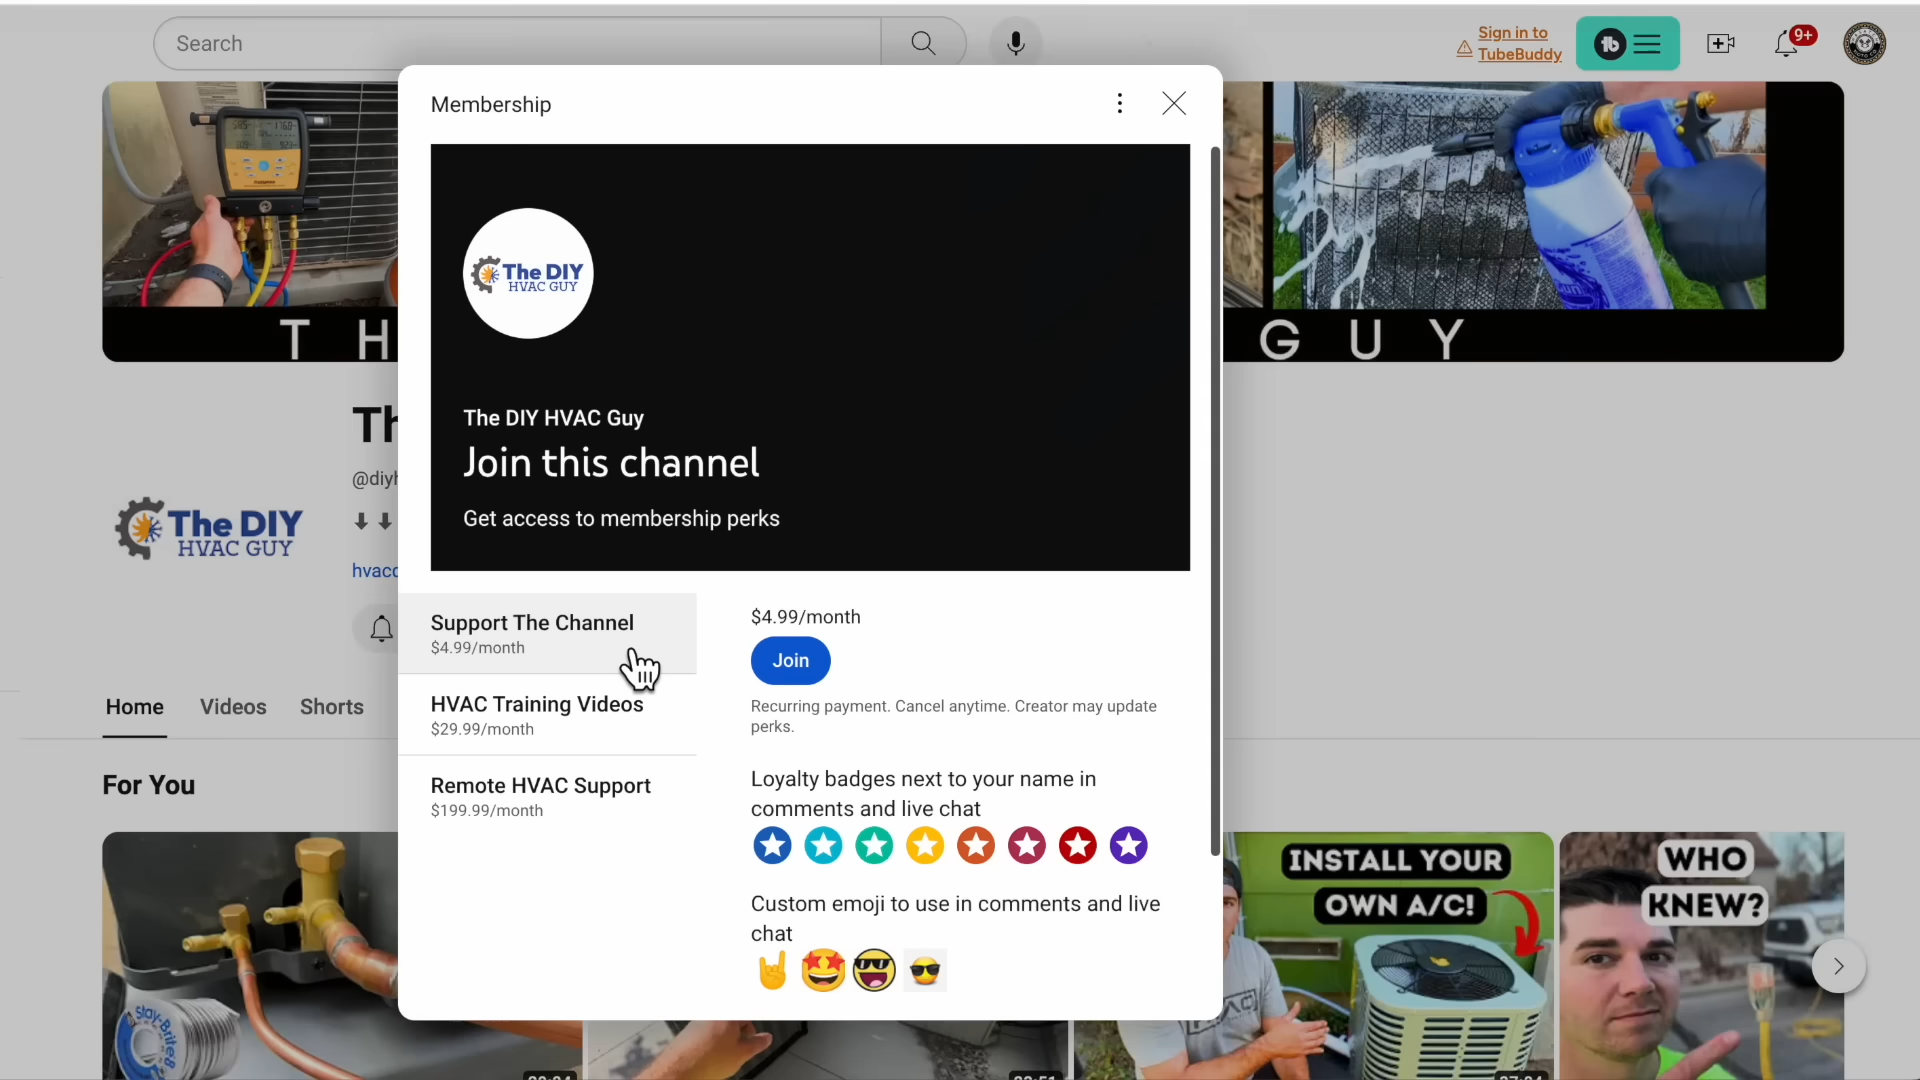 Search
Sign in to
TubeBuddy
9+
Membership
The DIY
HVAC GUY
The DIY HVAC Guy
Join this channel
Get access to membership perks
T H
G U Y
Th
@diyh
The DIY
HVAC GUY
hvacc
Support The Channel
$4.99/month
HVAC Training Videos
$29.99/month
Remote HVAC Support
$199.99/month
$4.99/month
Join
Recurring payment. Cancel anytime. Creator may update
perks.
Loyalty badges next to your name in
comments and live chat
Custom emoji to use in comments and live
chat
Home
Videos
Shorts
For You
Stay-Brite8
INSTALL YOUR
OWN A/C!
WHO
KNEW?